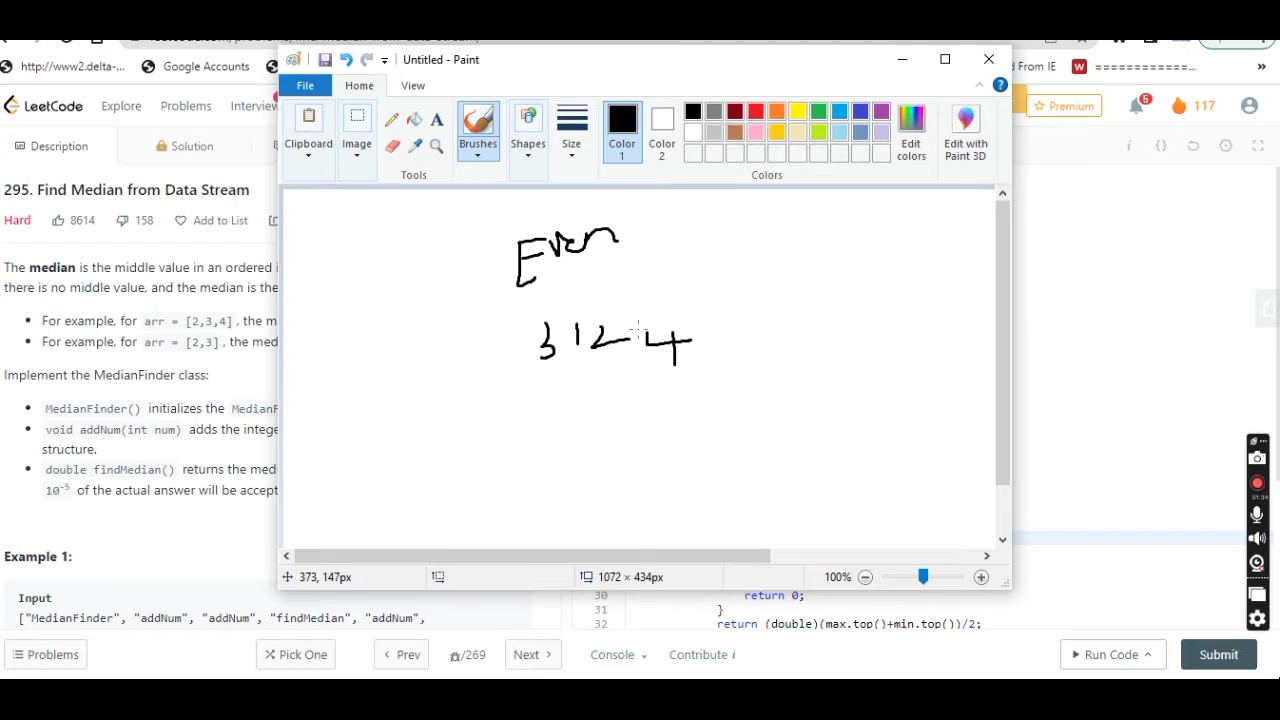 http://www2.delta-...
Google Accounts
d From IE
============...
»
Untitled - Paint
File
Home
View
Clipboard
Image
Tools
Brushes
Shapes
Size
Color 1
Color 2
Edit colors
Colors
Edit with Paint 3D
LeetCode
Explore
Problems
Interview
Premium
5
117
Description
Solution
295. Find Median from Data Stream
Hard
8614
158
Add to List
The median is the middle value in an ordered i
there is no middle value, and the median is the
For example, for arr = [2,3,4], the m
For example, for arr = [2,3], the med
Implement the MedianFinder class:
MedianFinder() initializes the MedianF
void addNum(int num) adds the intege
structure.
double findMedian() returns the med
10-5 of the actual answer will be accept
Example 1:
Input
["MedianFinder", "addNum", "addNum", "findMedian", "addNum",
Even
3 1 2 4
373, 147px
1072 × 434px
100%
30 return 0;
31 }
32 return (double)(max.top()+min.top())/2;
01:34
Problems
Pick One
Prev
/269
Next
Console
Contribute i
Run Code
Submit